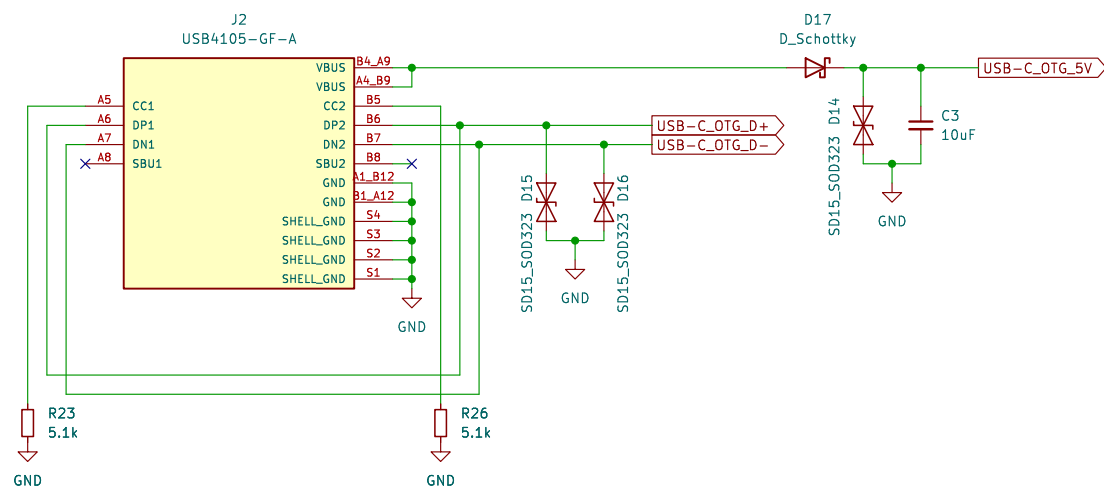 J2
USB4105-GF-A
D17
D_Schottky
VBUS B4_A9
VBUS A4_B9
A5 CC1 CC2 B5
A6 DP1 DP2 B6
A7 DN1 DN2 B7
A8 SBU1 SBU2 B8
GND A1_B12
GND B1_A12
SHELL_GND S4
SHELL_GND S3
SHELL_GND S2
SHELL_GND S1
GND
USB-C_OTG_D+
USB-C_OTG_D-
D15
SD15_SOD323
D16
SD15_SOD323
GND
D14
SD15_SOD323
C3
10uF
GND
USB-C_OTG_5V
R23
5.1k
GND
R26
5.1k
GND